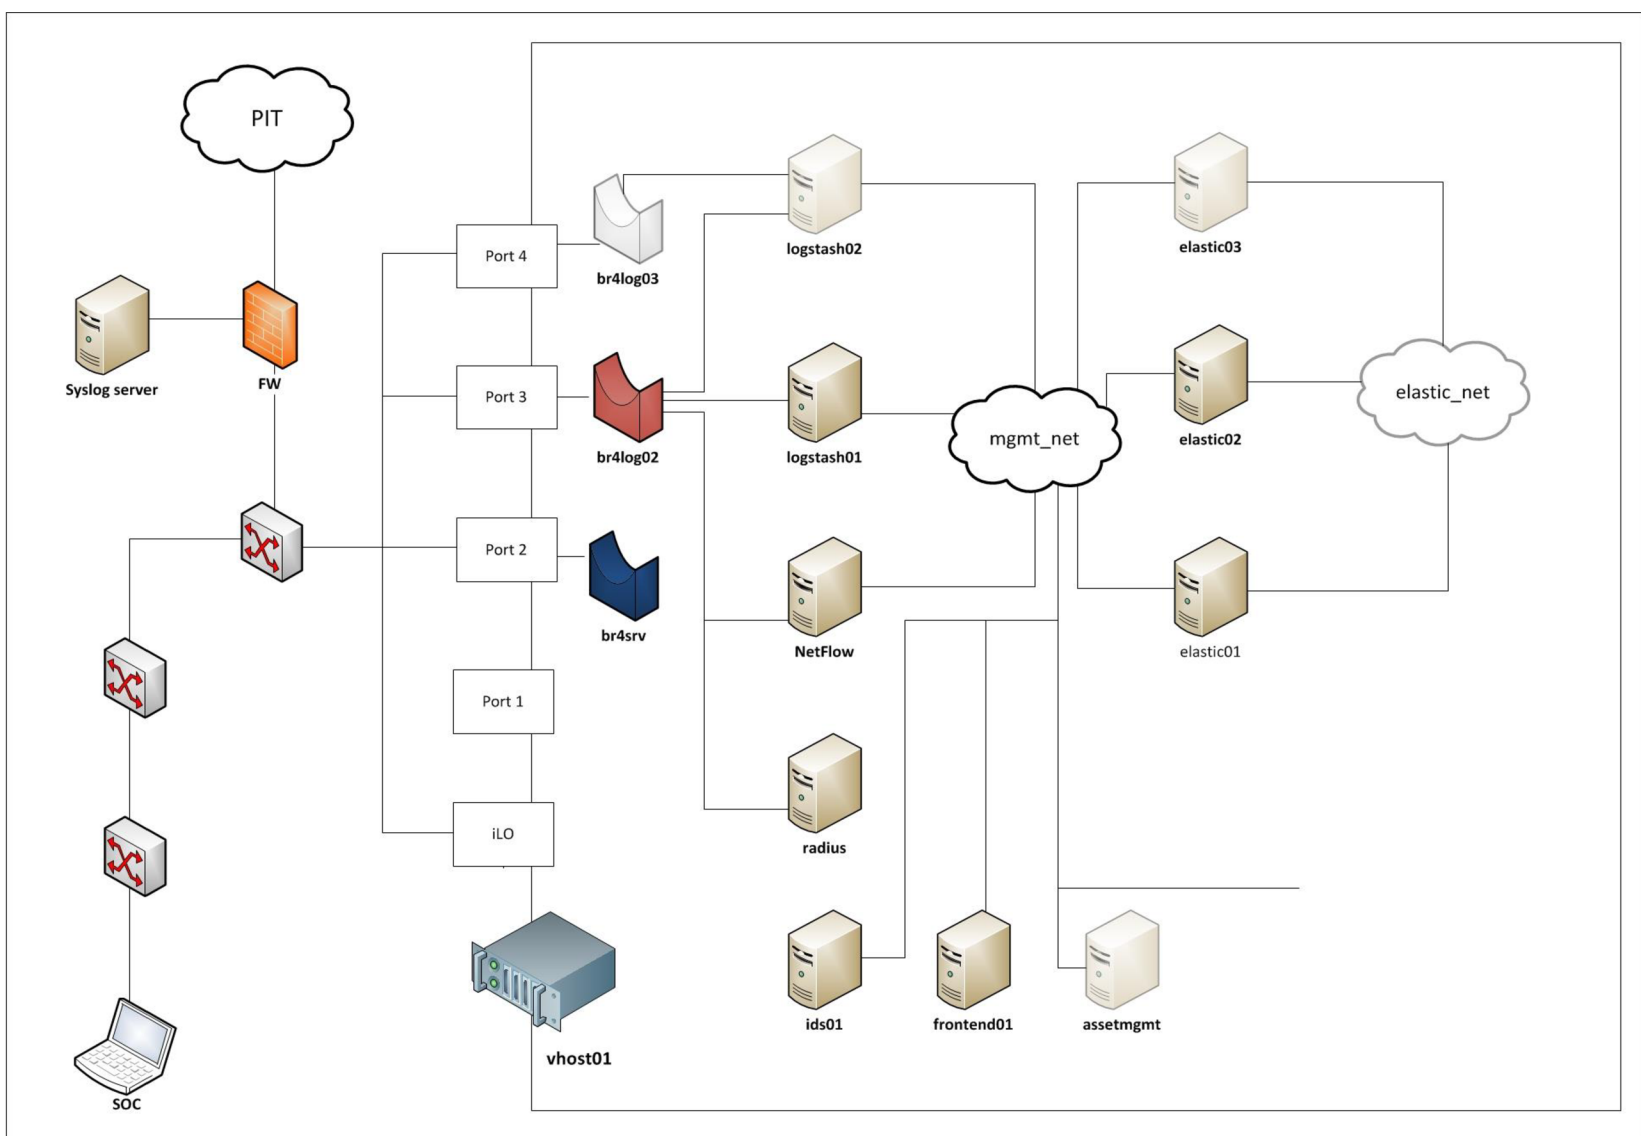 PIT
Syslog server
FW
SOC
Port 4
Port 3
Port 2
Port 1
iLO
vhost01
br4log03
br4log02
br4srv
logstash02
logstash01
NetFlow
radius
ids01
frontend01
assetmgmt
mgmt_net
elastic03
elastic02
elastic01
elastic_net